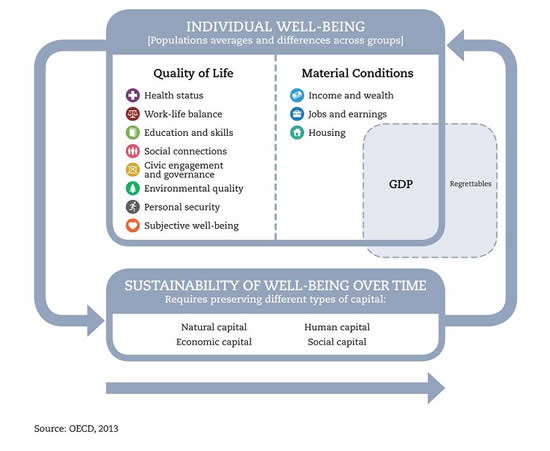 INDIVIDUAL WELL-BEING
[Populations averages and differences across groups]
Quality of Life
Health status
Work-life balance
Education and skills
Social connections
Civic engagement
and governance
Environmental quality
Personal security
Subjective well-being
Material Conditions
Income and wealth
Jobs and earnings
Housing
GDP
Regrettables
SUSTAINABILITY OF WELL-BEING OVER TIME
Requires preserving different types of capital:
Natural capital
Human capital
Economic capital
Social capital
Source: OECD, 2013